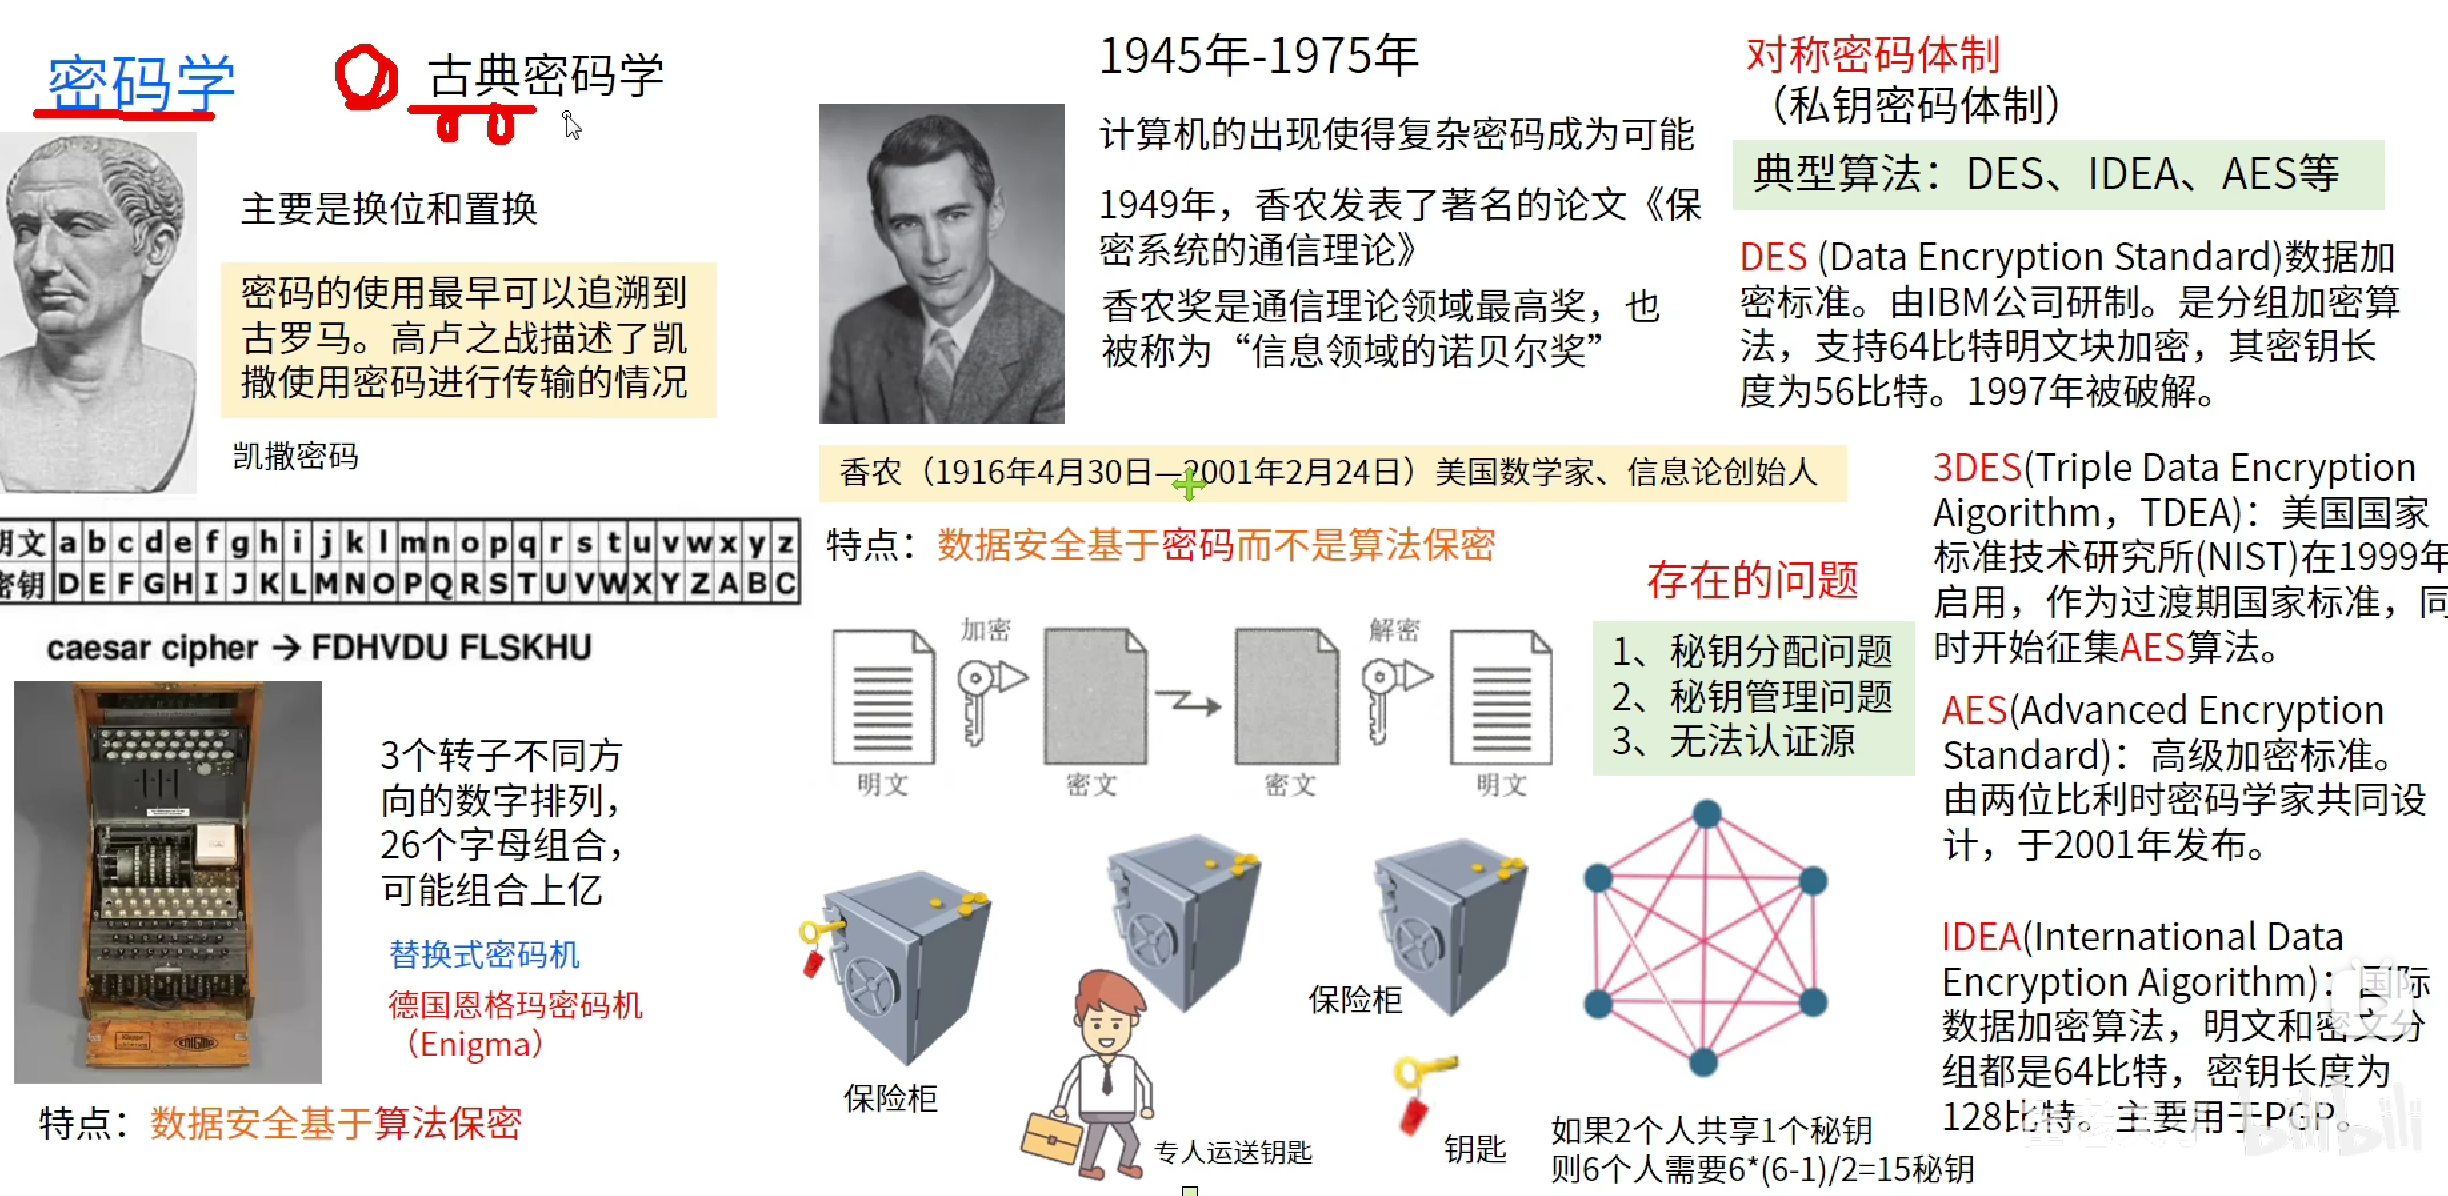 密码学
古典密码学
主要是换位和置换
密码的使用最早可以追溯到
古罗马。高卢之战描述了凯
撒使用密码进行传输的情况
凯撒密码
明文 a b c d e f g h i j k l m n o p q r s t u v w x y z
密钥 D E F G H I J K L M N O P Q R S T U V W X Y Z A B C
caesar cipher → FDHVDU FLSKHU
3个转子不同方
向的数字排列，
26个字母组合，
可能组合上亿
替换式密码机
德国恩格玛密码机
（Enigma）
ENIGMA
特点：数据安全基于算法保密
1945年-1975年
计算机的出现使得复杂密码成为可能
1949年，香农发表了著名的论文《保
密系统的通信理论》
香农奖是通信理论领域最高奖，也
被称为“信息领域的诺贝尔奖”
香农（1916年4月30日—2001年2月24日）美国数学家、信息论创始人
特点：数据安全基于密码而不是算法保密
加密
解密
明文
密文
密文
明文
存在的问题
1、秘钥分配问题
2、秘钥管理问题
3、无法认证源
保险柜
专人运送钥匙
保险柜
钥匙
如果2个人共享1个秘钥
则6个人需要6*(6-1)/2=15秘钥
对称密码体制
（私钥密码体制）
典型算法：DES、IDEA、AES等
DES (Data Encryption Standard)数据加
密标准。由IBM公司研制。是分组加密算
法，支持64比特明文块加密，其密钥长
度为56比特。1997年被破解。
3DES(Triple Data Encryption
Aigorithm，TDEA)：美国国家
标准技术研究所(NIST)在1999年
启用，作为过渡期国家标准，同
时开始征集AES算法。
AES(Advanced Encryption
Standard)：高级加密标准。
由两位比利时密码学家共同设
计，于2001年发布。
IDEA(International Data
Encryption Aigorithm)：国际
数据加密算法，明文和密文分
组都是64比特，密钥长度为
128比特。主要用于PGP。
bilibili